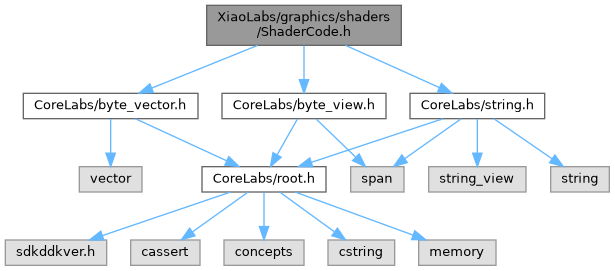 XiaoLabs/graphics/shaders
/ShaderCode.h
CoreLabs/byte_vector.h
CoreLabs/byte_view.h
CoreLabs/string.h
vector
CoreLabs/root.h
span
string_view
string
sdkddkver.h
cassert
concepts
cstring
memory